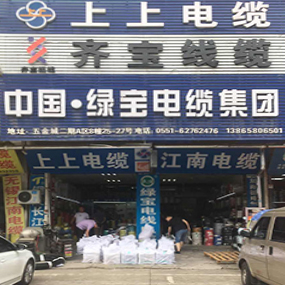 上上电缆
齐宝线缆
中国·绿宝电缆集团
地址:五金城二期A区8幢25-27号 电话:0551-62762476 13865806501
上上电缆
江南电缆
绿宝电线
长江